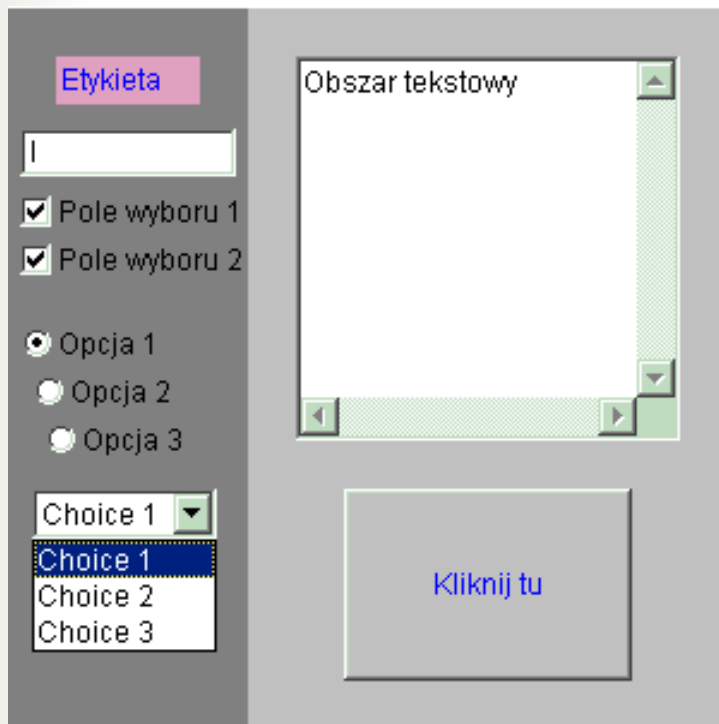 Etykieta
Pole wyboru 1
Pole wyboru 2
Opcja 1
Opcja 2
Opcja 3
Choice 1
Choice 1
Choice 2
Choice 3
Obszar tekstowy
Kliknij tu